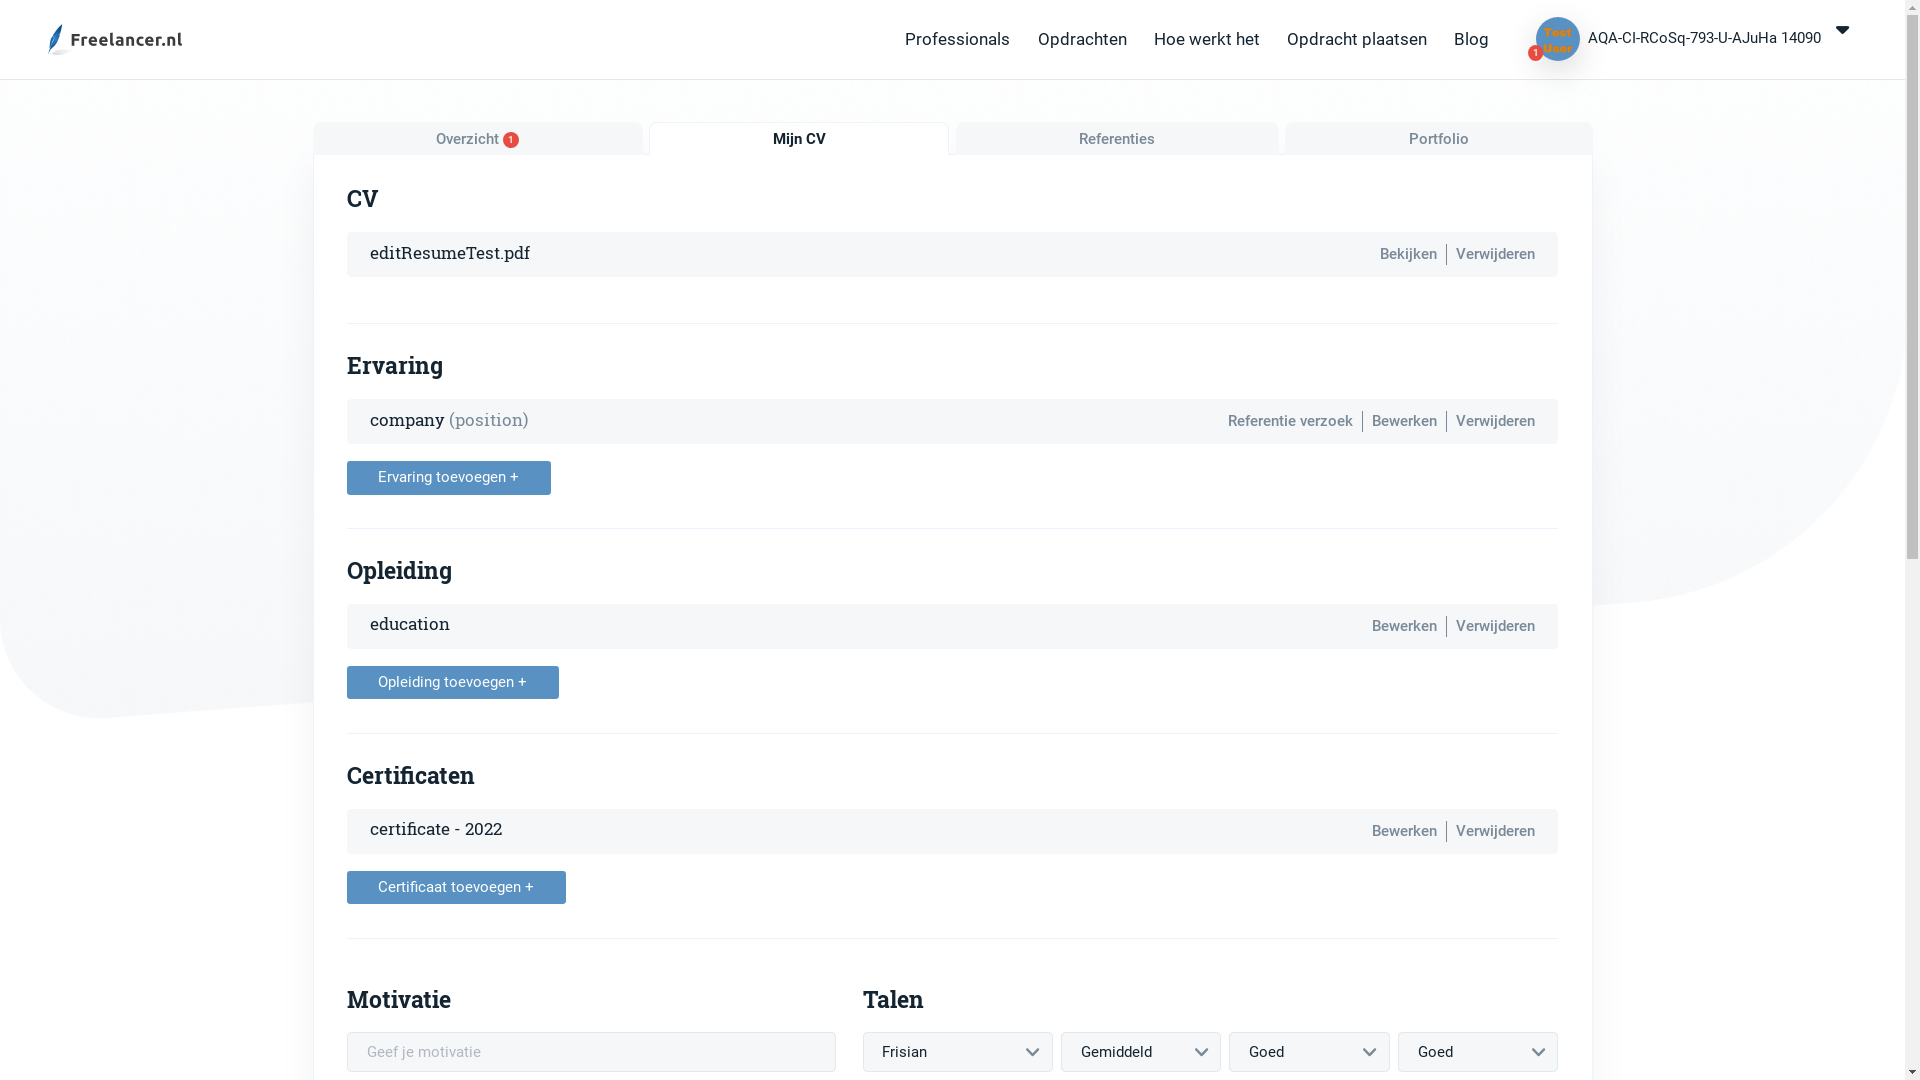 Freelancer.nl
Professionals Opdrachten Hoe werkt het Opdracht plaatsen Blog
Test User
1
AQA-CI-RCoSq-793-U-AJuHa 14090
Overzicht 1 Mijn CV Referenties Portfolio
CV
editResumeTest.pdf Bekijken Verwijderen
Ervaring
company (position) Referentie verzoek Bewerken Verwijderen
Ervaring toevoegen +
Opleiding
education Bewerken Verwijderen
Opleiding toevoegen +
Certificaten
certificate - 2022 Bewerken Verwijderen
Certificaat toevoegen +
Motivatie Talen
Geef je motivatie Frisian Gemiddeld Goed Goed